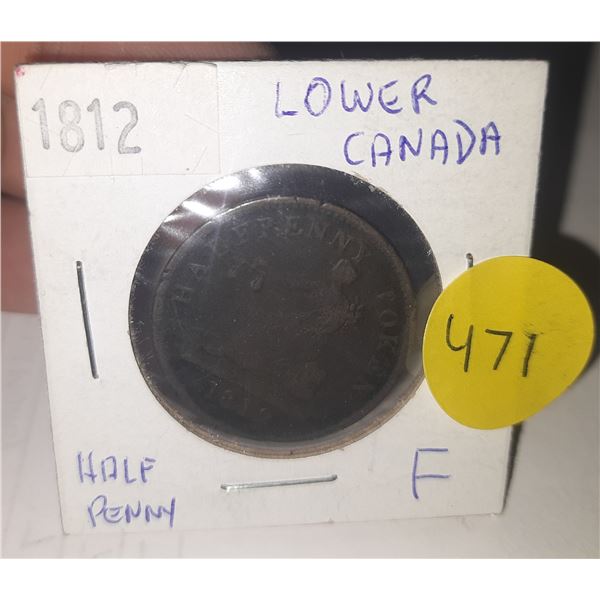 1812
LOWER
CANADA
HALFPENNY TOKEN
471
HALF
PENNY
F